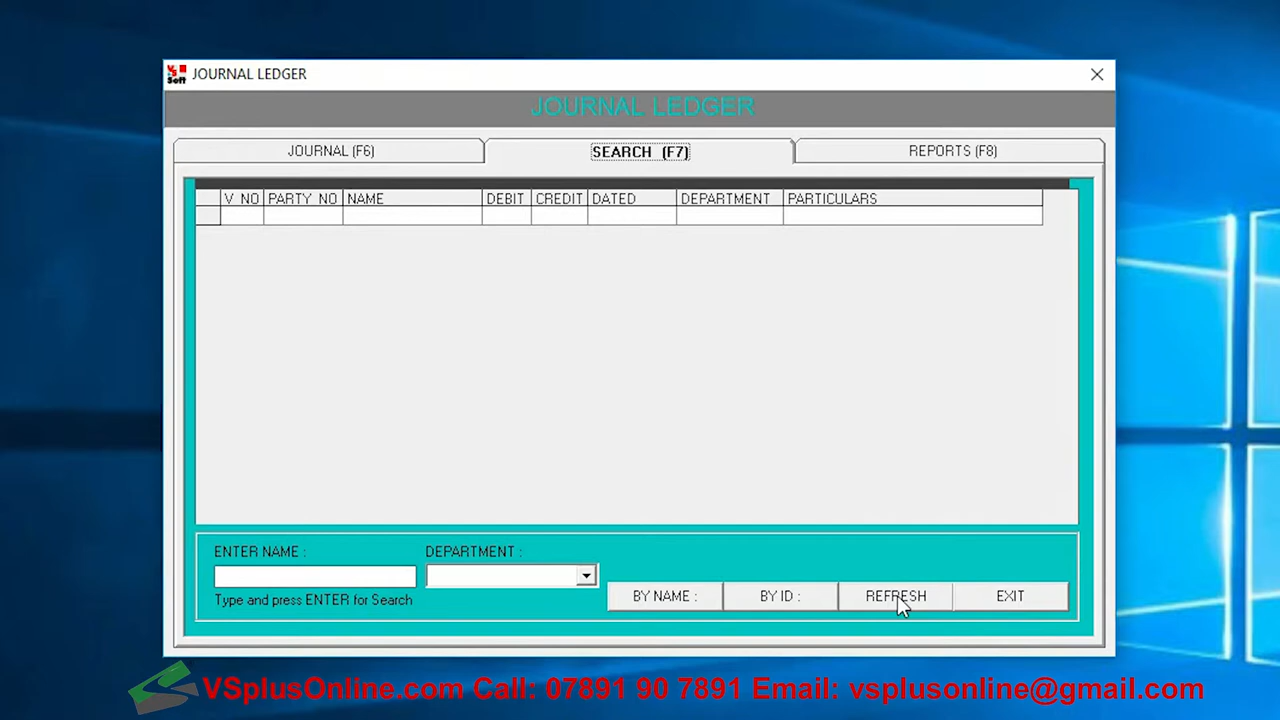 JOURNAL LEDGER
JOURNAL LEDGER
JOURNAL (F6) SEARCH (F7) REPORTS (F8)
V NO PARTY NO NAME DEBIT CREDIT DATED DEPARTMENT PARTICULARS
ENTER NAME : DEPARTMENT :
Type and press ENTER for Search
BY NAME : BY ID : REFRESH EXIT
VSplusOnline.com Call: 07891 90 7891 Email: vsplusonline@gmail.com